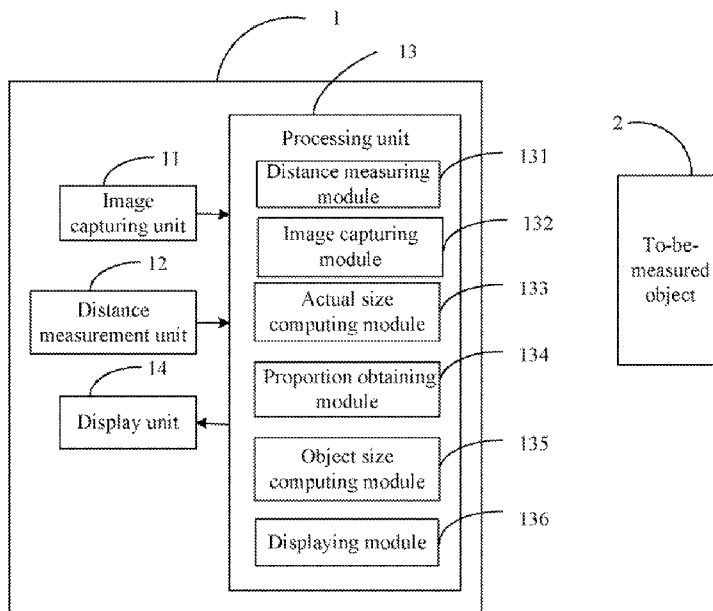 1
13
Processing unit
11
Image
capturing unit
12
Distance
measurement unit
14
Display unit
Distance measuring
module
131
Image capturing
module
132
Actual size
computing module
133
Proportion obtaining
module
134
Object size
computing module
135
Displaying module
136
2
To-be-
measured
object